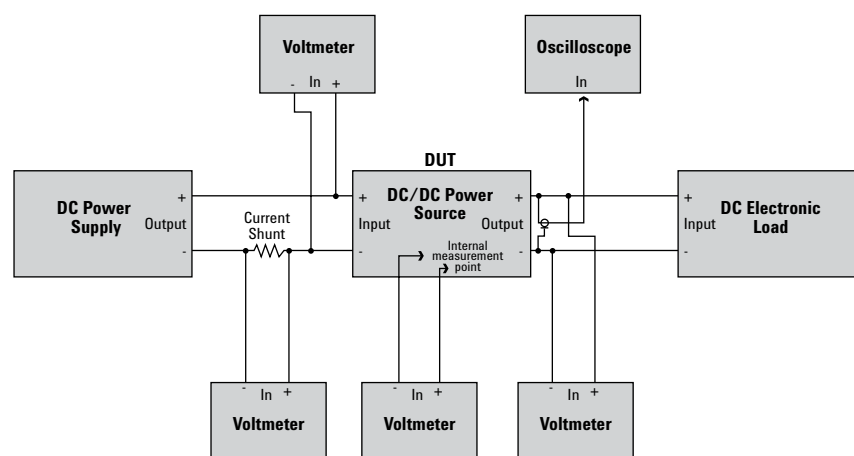 Voltmeter
- In +
Oscilloscope
In
DUT
DC Power
Supply
+
Output
-
Current
Shunt
DC/DC Power
Source
+
Input
-
+
Output
-
Internal
measurement
point
+
Input
-
DC Electronic
Load
- In +
Voltmeter
- In +
Voltmeter
- In +
Voltmeter